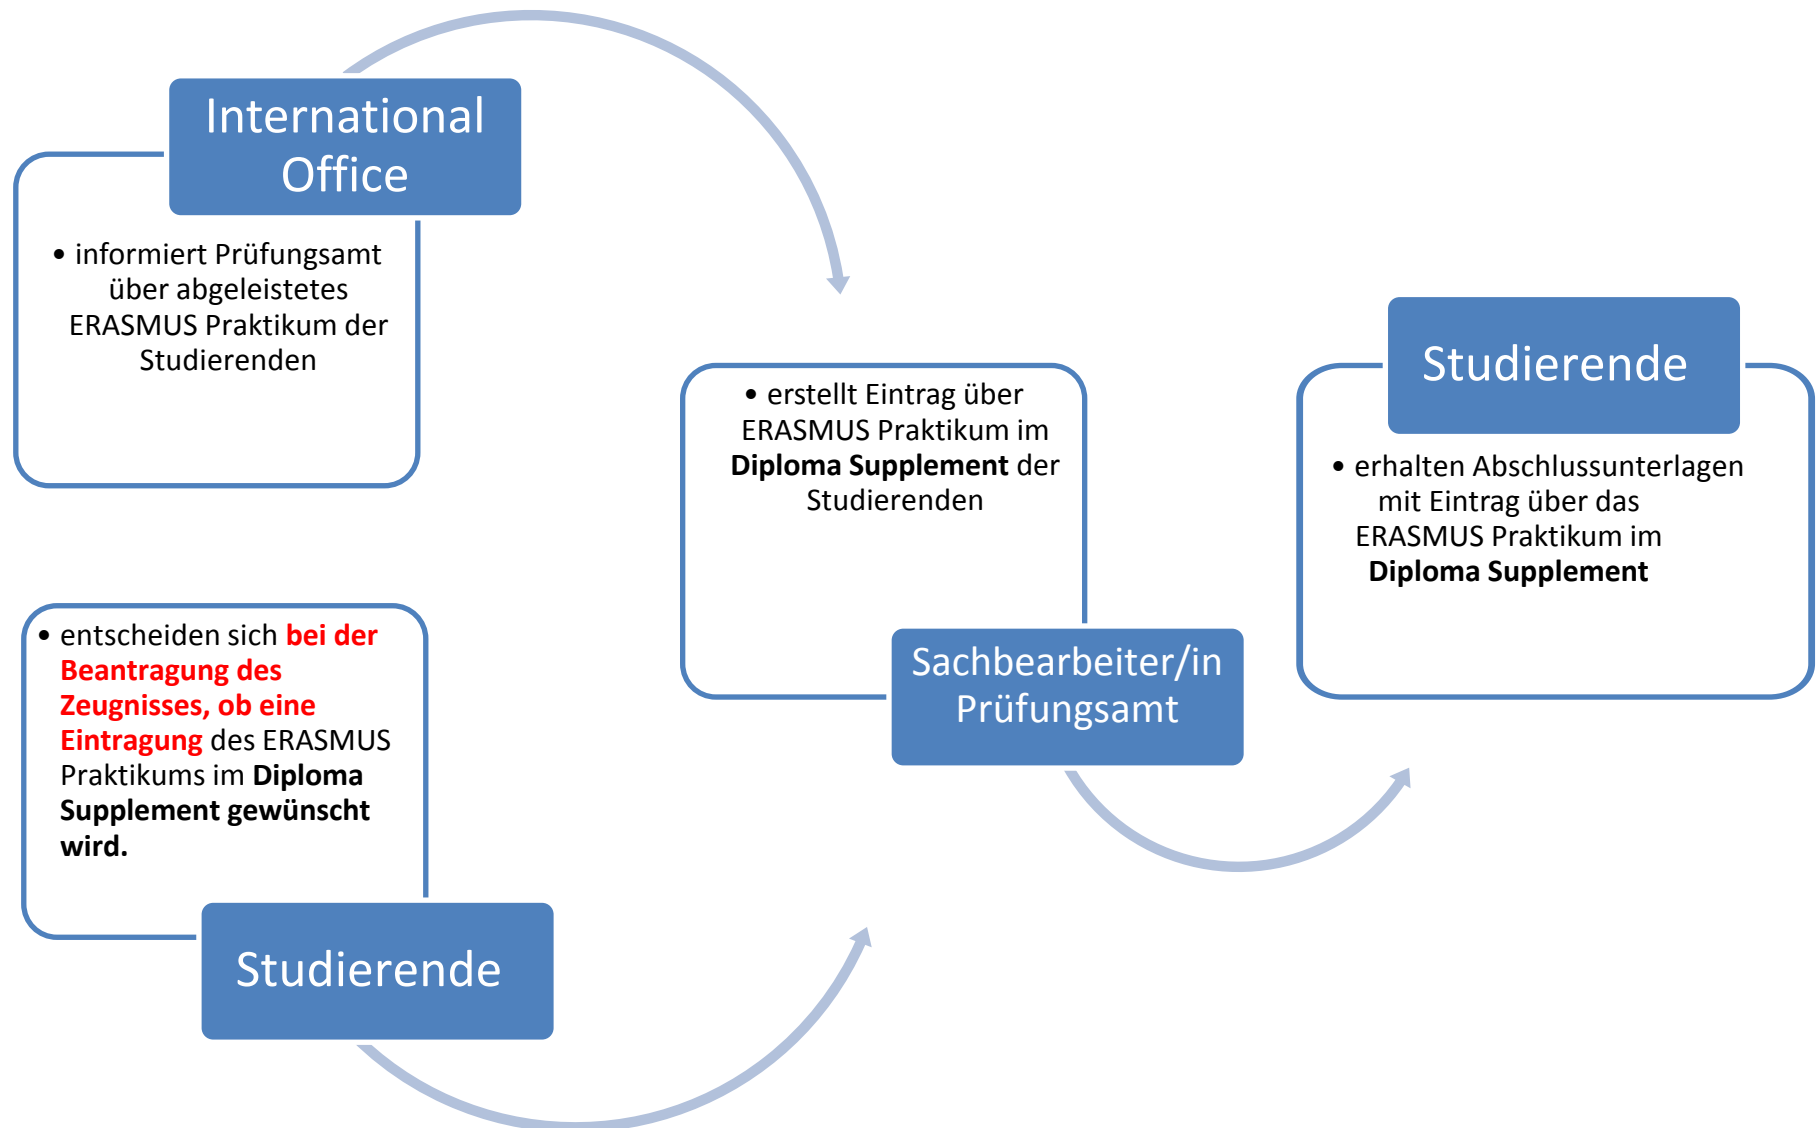 International
Office
• informiert Prüfungsamt
über abgeleistetes
ERASMUS Praktikum der
Studierenden
• entscheiden sich bei der
Beantragung des
Zeugnisses, ob eine
Eintragung des ERASMUS
Praktikums im Diploma
Supplement gewünscht
wird.
Studierende
• erstellt Eintrag über
ERASMUS Praktikum im
Diploma Supplement der
Studierenden
Sachbearbeiter/in
Prüfungsamt
Studierende
• erhalten Abschlussunterlagen
mit Eintrag über das
ERASMUS Praktikum im
Diploma Supplement